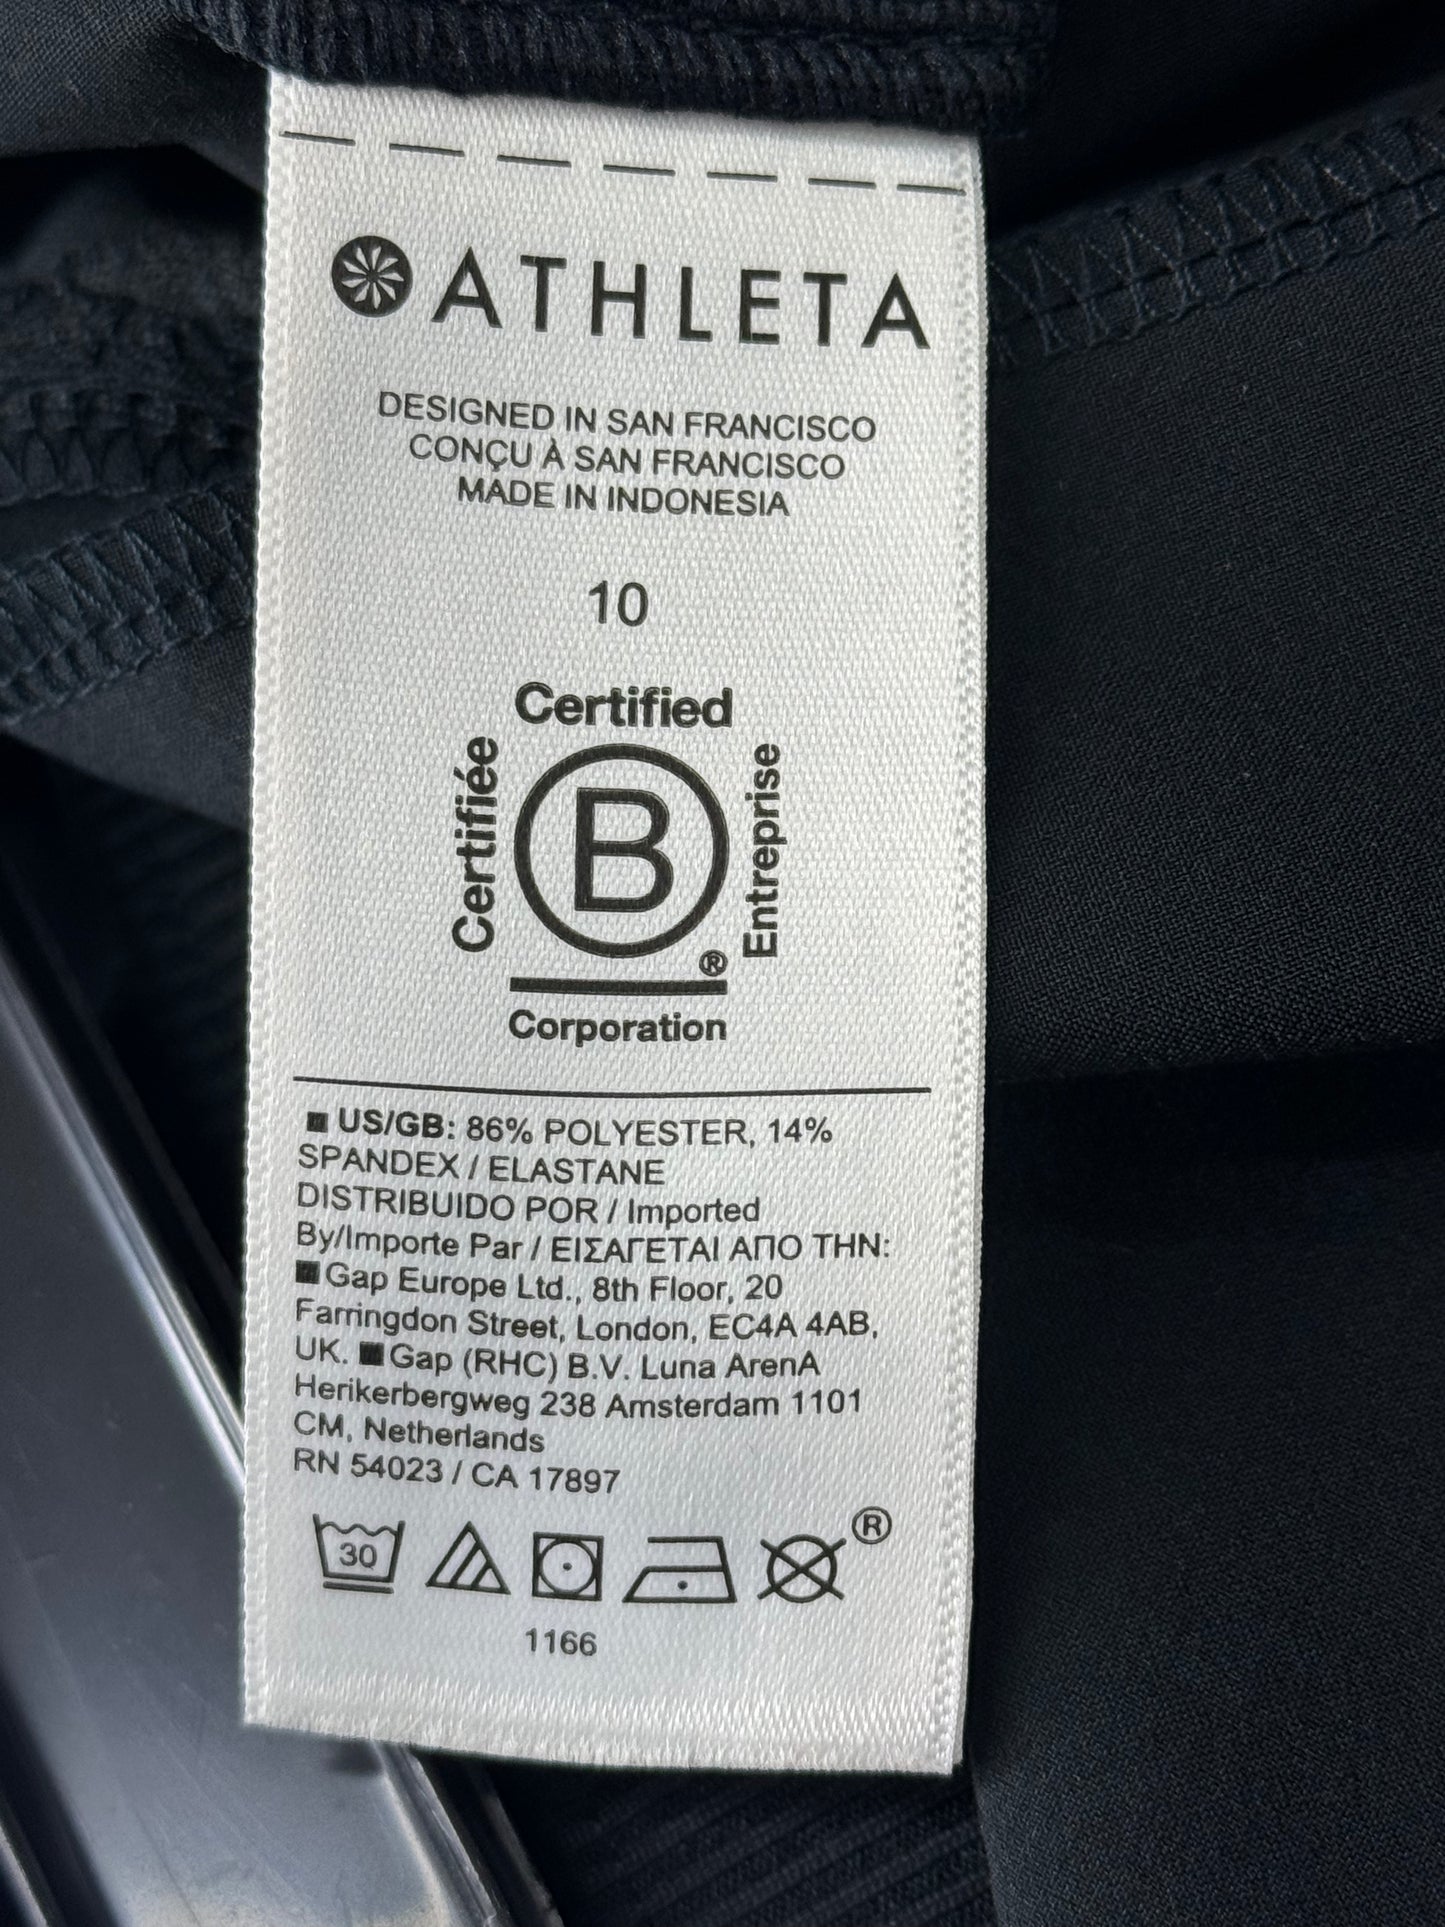 ATHLETA
DESIGNED IN SAN FRANCISCO
CONÇU À SAN FRANCISCO
MADE IN INDONESIA
10
Certified
Certifiée
B
Entreprise
®
Corporation
US/GB: 86% POLYESTER, 14%
SPANDEX / ELASTANE
DISTRIBUIDO POR / Imported
By/Importe Par / ΕΙΣΑΓΕΤΑΙ ΑΠΟ ΤΗΝ:
Gap Europe Ltd., 8th Floor, 20
Farringdon Street, London, EC4A 4AB,
UK. Gap (RHC) B.V. Luna ArenA
Herikerbergweg 238 Amsterdam 1101
CM, Netherlands
RN 54023 / CA 17897
30 ®
1166